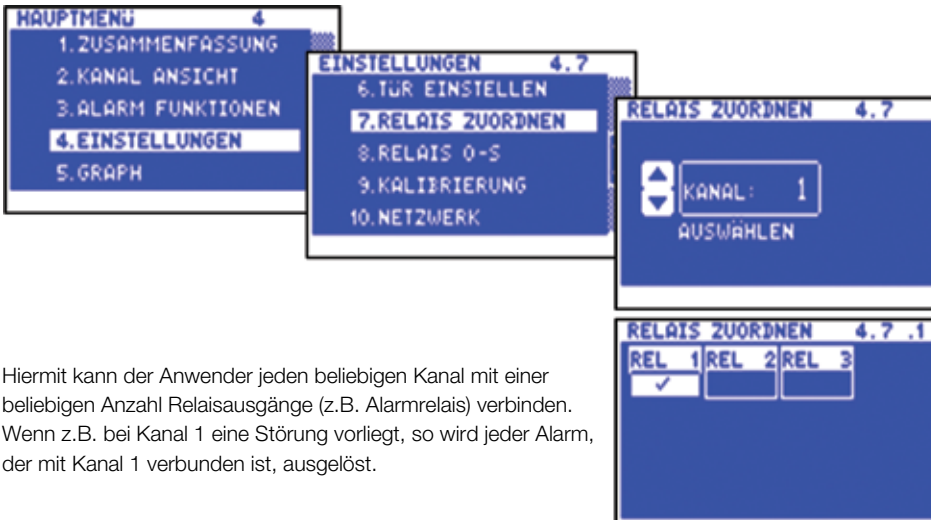 HAUPTMENÜ 4
1.ZUSAMMENFASSUNG
2.KANAL ANSICHT
3.ALARM FUNKTIONEN
4.EINSTELLUNGEN
5.GRAPH
EINSTELLUNGEN 4.7
6.TÜR EINSTELLEN
7.RELAIS ZUORDNEN
8.RELAIS O-S
9.KALIBRIERUNG
10.NETZWERK
RELAIS ZUORDNEN 4.7
KANAL: 1
AUSWÄHLEN
RELAIS ZUORDNEN 4.7 .1
REL 1 REL 2 REL 3
Hiermit kann der Anwender jeden beliebigen Kanal mit einer
beliebigen Anzahl Relaisausgänge (z.B. Alarmrelais) verbinden.
Wenn z.B. bei Kanal 1 eine Störung vorliegt, so wird jeder Alarm,
der mit Kanal 1 verbunden ist, ausgelöst.